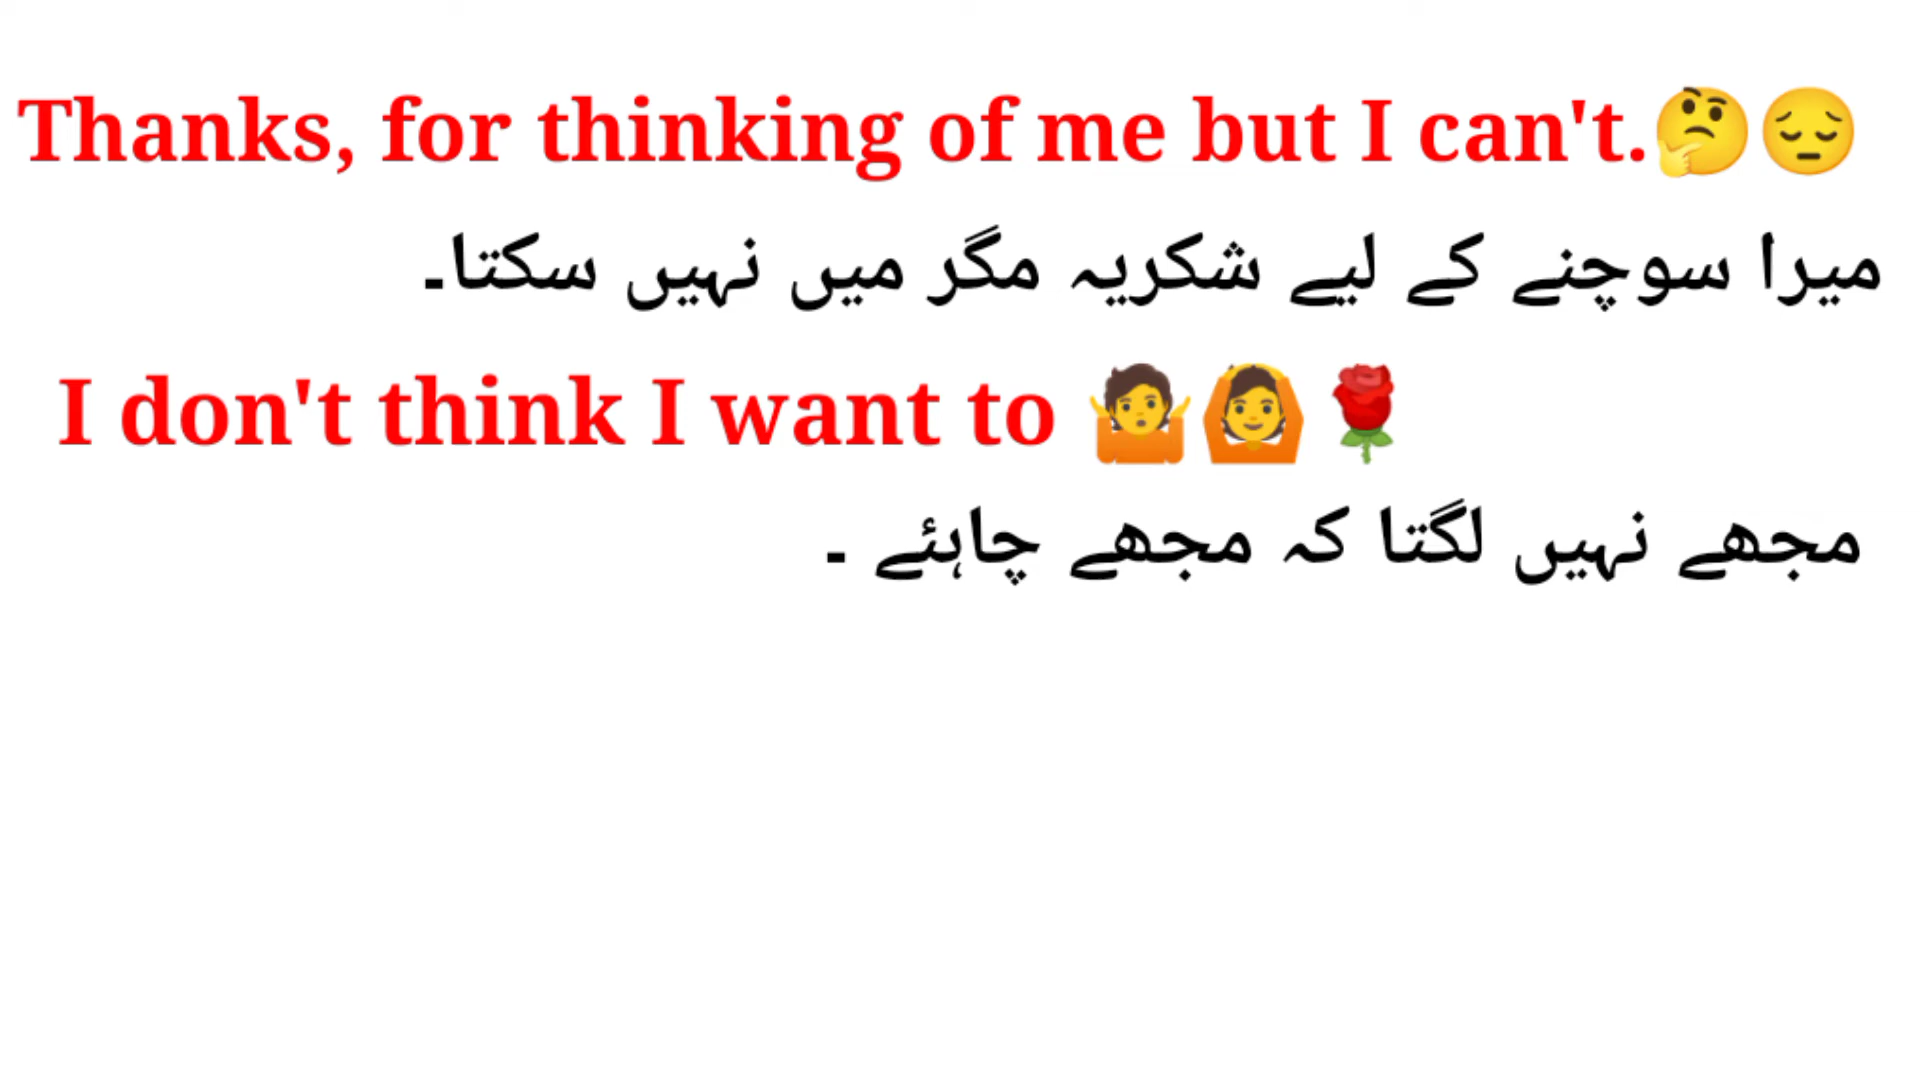 Thanks, for thinking of me but I can't.🤔😔
میرا سوچنے کے لیے شکریہ مگر میں نہیں سکتا۔
I don't think I want to 🤷🙆🌹
مجھے نہیں لگتا کہ مجھے چاہئے ۔